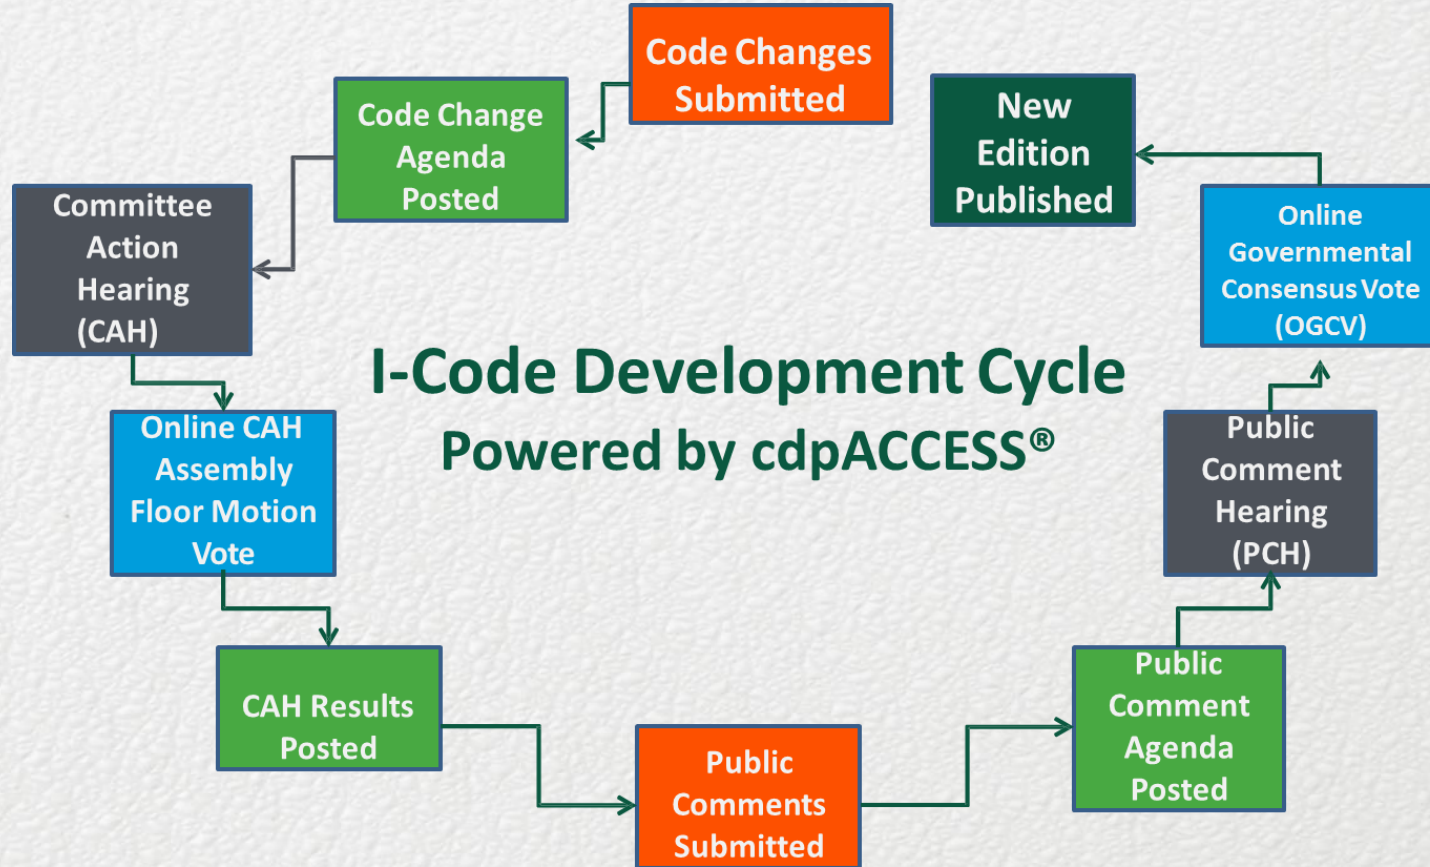 Code Changes
Submitted
Code Change
Agenda
Posted
Committee
Action
Hearing
(CAH)
Online CAH
Assembly
Floor Motion
Vote
CAH Results
Posted
Public
Comments
Submitted
Public
Comment
Agenda
Posted
Public
Comment
Hearing
(PCH)
Online
Governmental
Consensus Vote
(OGCV)
New
Edition
Published
I-Code Development Cycle
Powered by cdpACCESS®